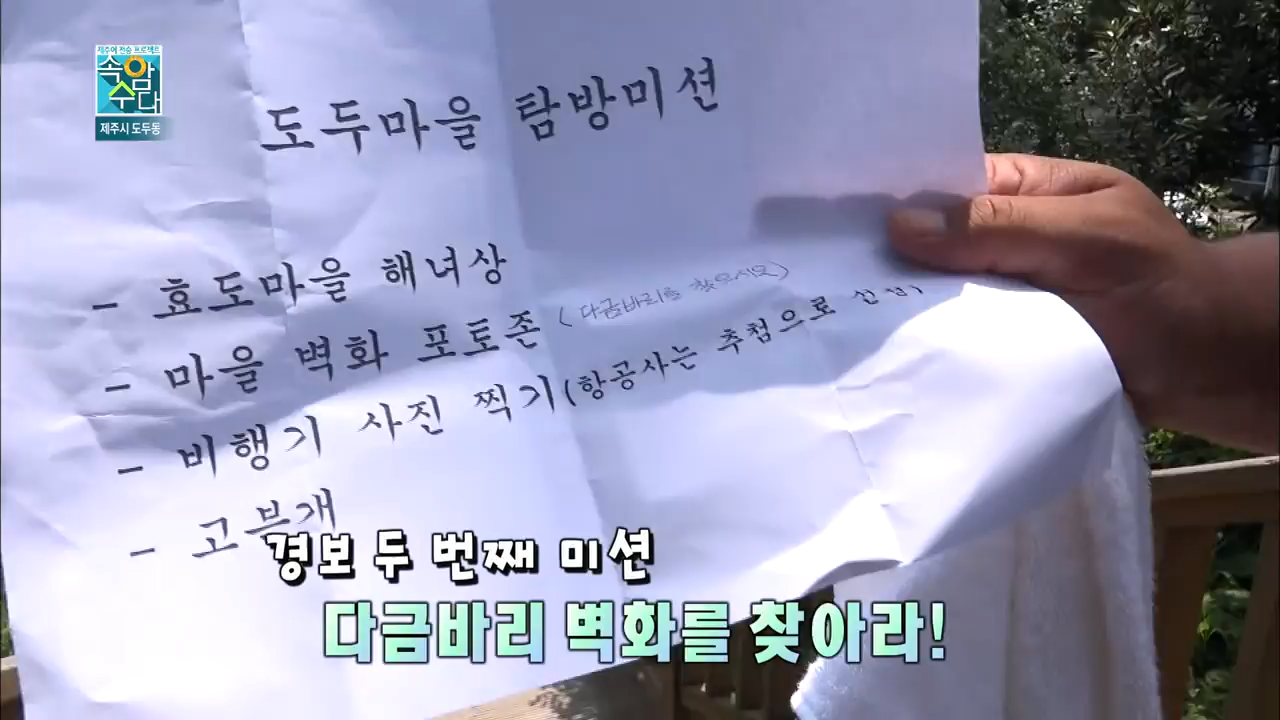 제주어 전승 프로젝트
속암수다
제주시 도두동
도두마을 탐방미션
- 효도마을 해녀상
- 마을 벽화 포토존 (다금바리를 찾으시오)
- 비행기 사진 찍기(항공사는 추첨으로 선정)
- 고븐개
경보 두 번째 미션
다금바리 벽화를 찾아라!